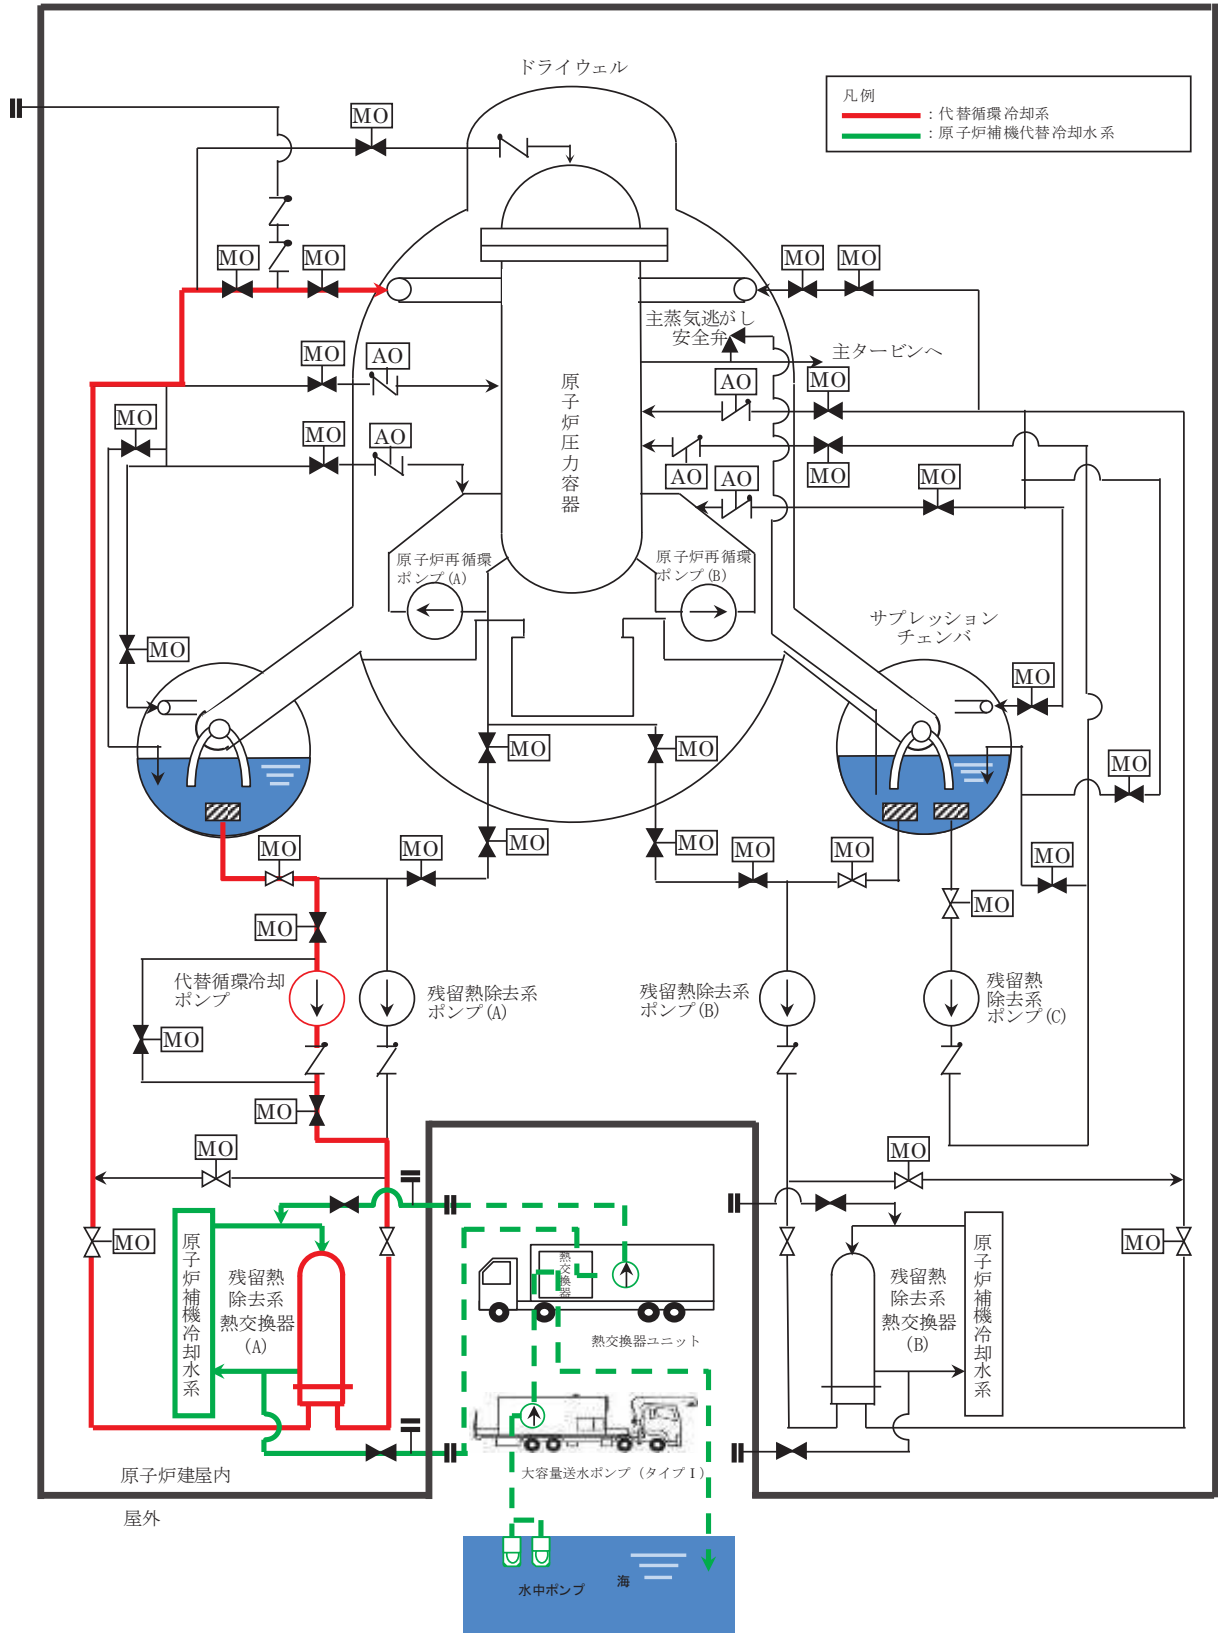 ドライウェル
凡例
：代替循環冷却系
：原子炉補機代替冷却水系
MO
MO
MO
MO
MO
主蒸気逃がし
安全弁
主タービンへ
MO
AO
AO
MO
原子炉圧力容器
MO
MO
AO
AO
MO
AO
MO
原子炉再循環
ポンプ(A)
原子炉再循環
ポンプ(B)
サプレッション
チェンバ
MO
MO
MO
MO
MO
MO
MO
MO
MO
MO
MO
MO
MO
MO
代替循環冷却
ポンプ
残留熱除去系
ポンプ(A)
残留熱除去系
ポンプ(B)
残留熱
除去系
ポンプ(C)
MO
MO
MO
MO
MO
MO
原子炉補機冷却水系
残留熱
除去系
熱交換器
(A)
熱交換器
熱交換器ユニット
残留熱
除去系
熱交換器
(B)
原子炉補機冷却水系
大容量送水ポンプ（タイプⅠ）
原子炉建屋内
屋外
水中ポンプ
海